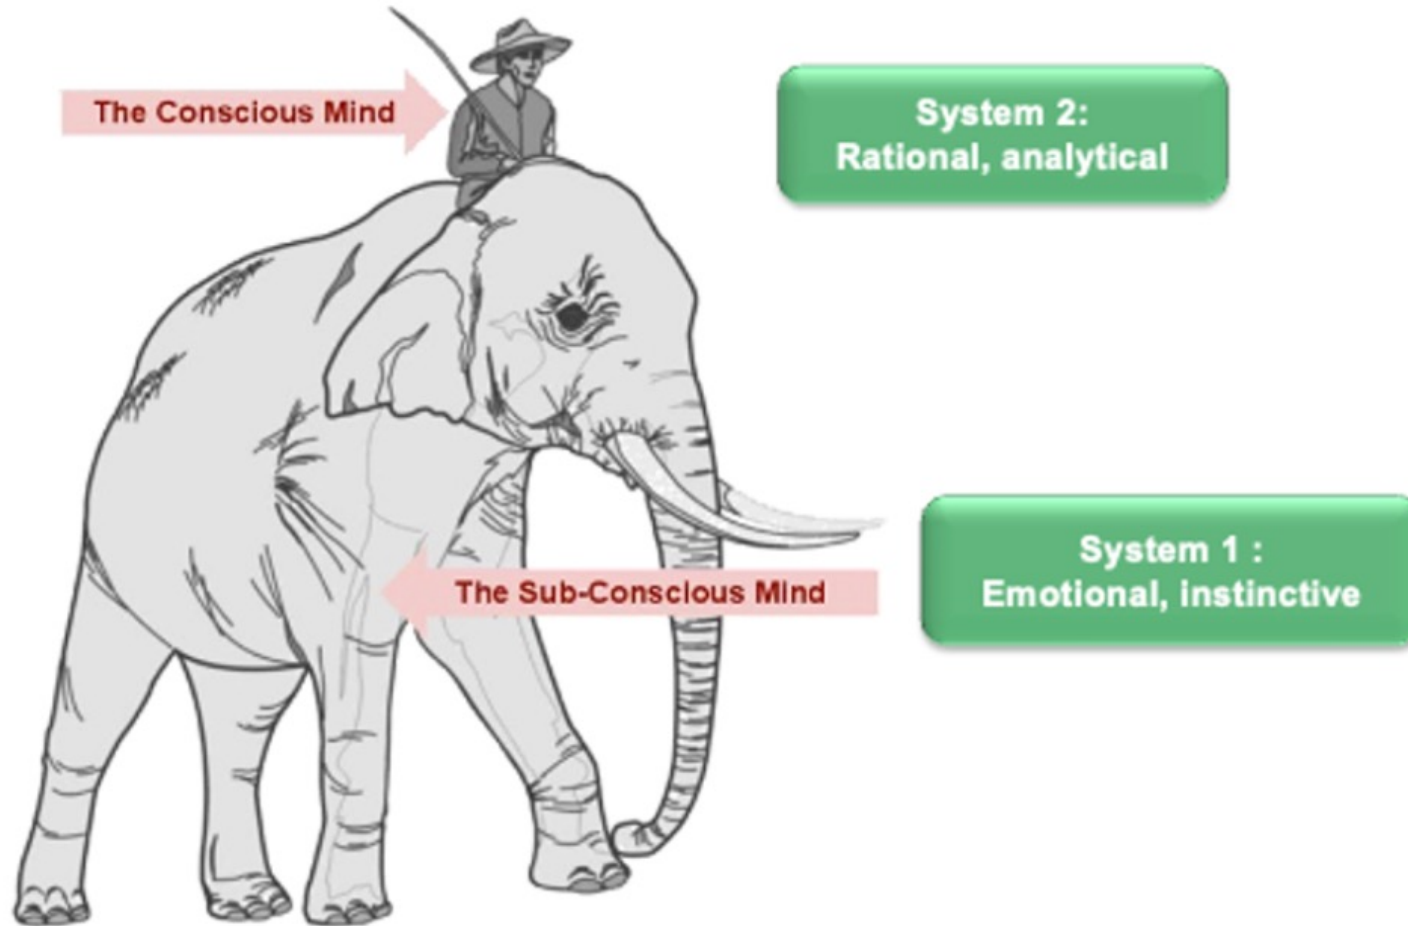 The Conscious Mind
System 2:
Rational, analytical
System 1 :
Emotional, instinctive
The Sub-Conscious Mind